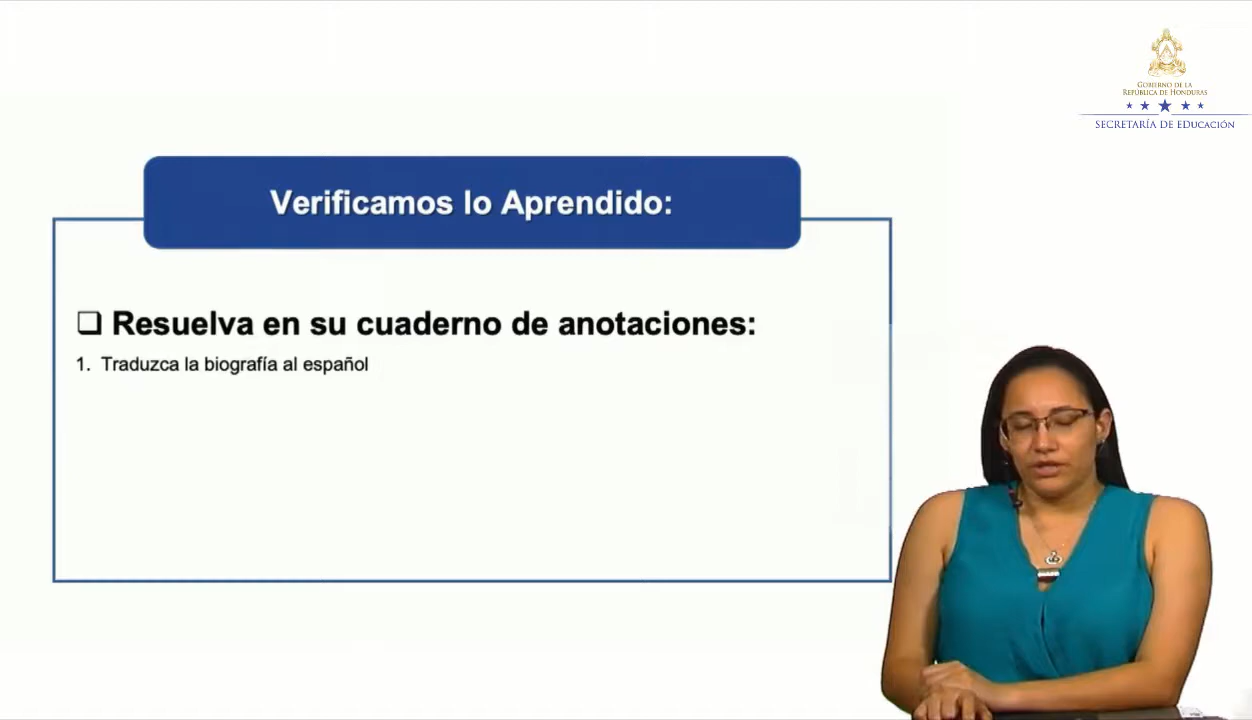 GOBIERNO DE LA
REPÚBLICA DE HONDURAS
SECRETARÍA DE EDUCACIÓN
Verificamos lo Aprendido:
Resuelva en su cuaderno de anotaciones:
1. Traduzca la biografía al español